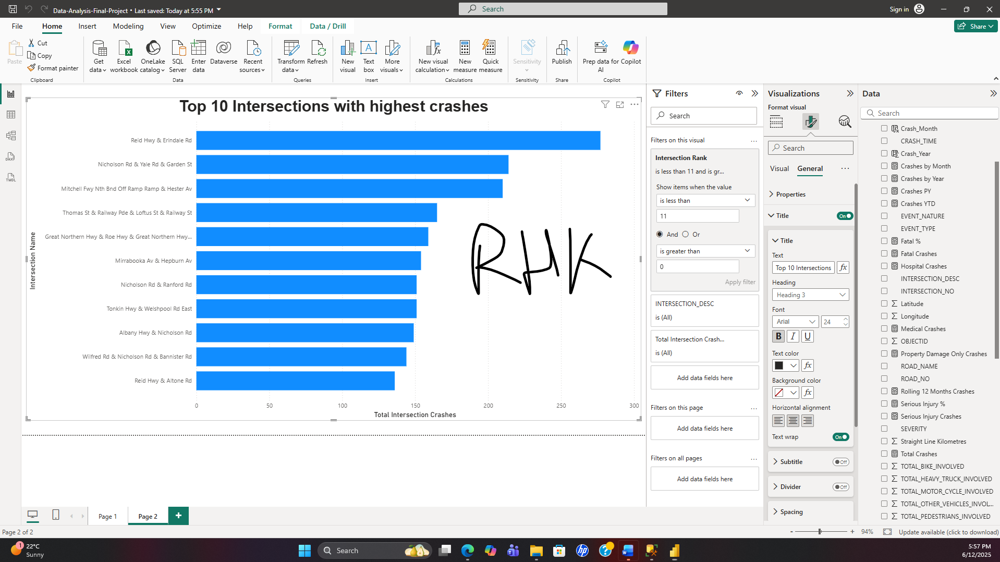 Data-Analysis-Final-Project • Last saved: Today at 5:55 PM
Search
Sign in
File Home Insert Modeling View Optimize Help Format Data / Drill
Share
Paste
Cut
Copy
Format painter
Clipboard
Get data
Excel workbook
OneLake catalog
SQL Server
Enter data
Dataverse
Recent sources
Data
Transform data
Refresh
Queries
New visual
Text box
More visuals
Insert
New visual calculation
New measure
Quick measure
Calculations
Sensitivity
Sensitivity
Publish
Share
Prep data for AI
Copilot
Copilot
DAX
TMDL
Top 10 Intersections with highest crashes
Intersection Name
Reid Hwy & Erindale Rd
Nicholson Rd & Yale Rd & Garden St
Mitchell Fwy Nth Bnd Off Ramp Ramp & Hester Av
Thomas St & Railway Pde & Loftus St & Railway St
Great Northern Hwy & Roe Hwy & Great Northern Hwy...
Mirrabooka Av & Hepburn Av
Nicholson Rd & Ranford Rd
Tonkin Hwy & Welshpool Rd East
Albany Hwy & Nicholson Rd
Wilfred Rd & Nicholson Rd & Bannister Rd
Reid Hwy & Altone Rd
0 50 100 150 200 250 300
Total Intersection Crashes
RHK
Filters
Search
Filters on this visual
Intersection Rank
is less than 11 and is gr...
Show items when the value
is less than
11
And Or
is greater than
0
Apply filter
INTERSECTION_DESC
is (All)
Total Intersection Crash...
is (All)
Add data fields here
Filters on this page
Add data fields here
Filters on all pages
Add data fields here
Visualizations
Format visual
Search
Visual General
Properties
Title On
Title
Text
Top 10 Intersections
fx
Heading
Heading 3
Font
Arial 24
B I U
Text color
fx
Background color
fx
Horizontal alignment
Text wrap On
Subtitle Off
Divider Off
Spacing
Data
Search
Crash_Month
CRASH_TIME
Crash_Year
Crashes by Month
Crashes by Year
Crashes PY
Crashes YTD
EVENT_NATURE
EVENT_TYPE
Fatal %
Fatal Crashes
Hospital Crashes
INTERSECTION_DESC
INTERSECTION_NO
Latitude
Longitude
Medical Crashes
OBJECTID
Property Damage Only Crashes
ROAD_NAME
ROAD_NO
Rolling 12 Months Crashes
Serious Injury %
Serious Injury Crashes
SEVERITY
Straight Line Kilometres
Total Crashes
TOTAL_BIKE_INVOLVED
TOTAL_HEAVY_TRUCK_INVOLVED
TOTAL_MOTOR_CYCLE_INVOLVED
TOTAL_OTHER_VEHICLES_INVOL...
TOTAL_PEDESTRIANS_INVOLVED
Page 1 Page 2
Page 2 of 2
- + 94%
Update available (click to download)
1
22°C
Sunny
Search
hp
5:57 PM
6/12/2025